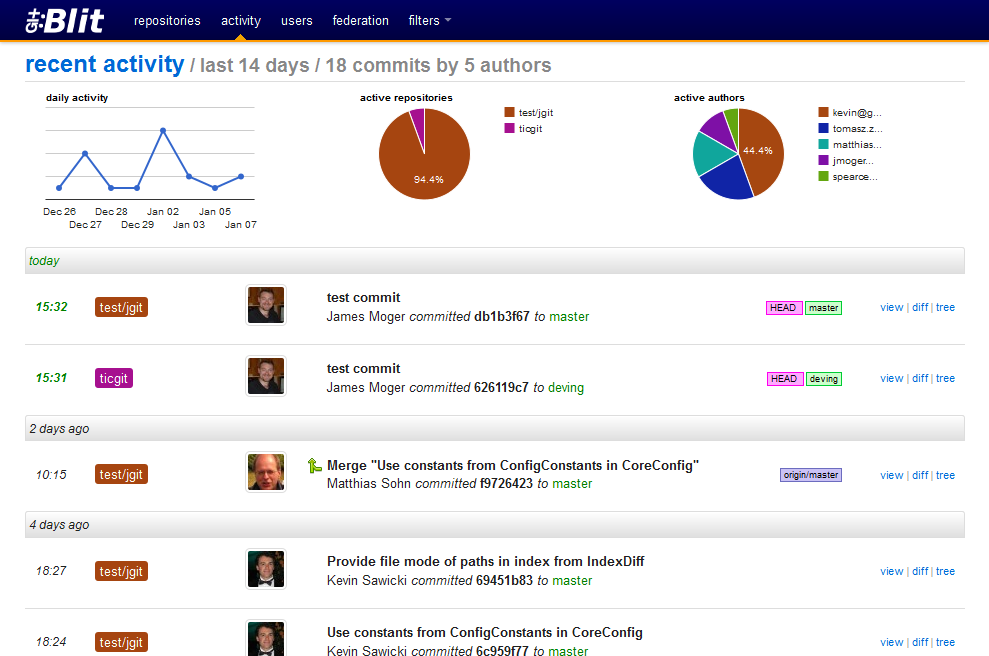 Git Blit repositories activity users federation filters
recent activity / last 14 days / 18 commits by 5 authors
daily activity
Dec 26 Dec 28 Jan 02 Jan 05
Dec 27 Dec 29 Jan 03 Jan 07
active repositories
94.4%
test/jgit
ticgit
active authors
44.4%
kevin@g...
tomasz.z...
matthias...
jmoger...
spearce...
today
15:32 test/jgit test commit
James Moger committed db1b3f67 to master
HEAD master view | diff | tree
15:31 ticgit test commit
James Moger committed 626119c7 to deving
HEAD deving view | diff | tree
2 days ago
10:15 test/jgit Merge "Use constants from ConfigConstants in CoreConfig"
Matthias Sohn committed f9726423 to master
origin/master view | diff | tree
4 days ago
18:27 test/jgit Provide file mode of paths in index from IndexDiff
Kevin Sawicki committed 69451b83 to master
view | diff | tree
18:24 test/jgit Use constants from ConfigConstants in CoreConfig
Kevin Sawicki committed 6c959f77 to master
view | diff | tree